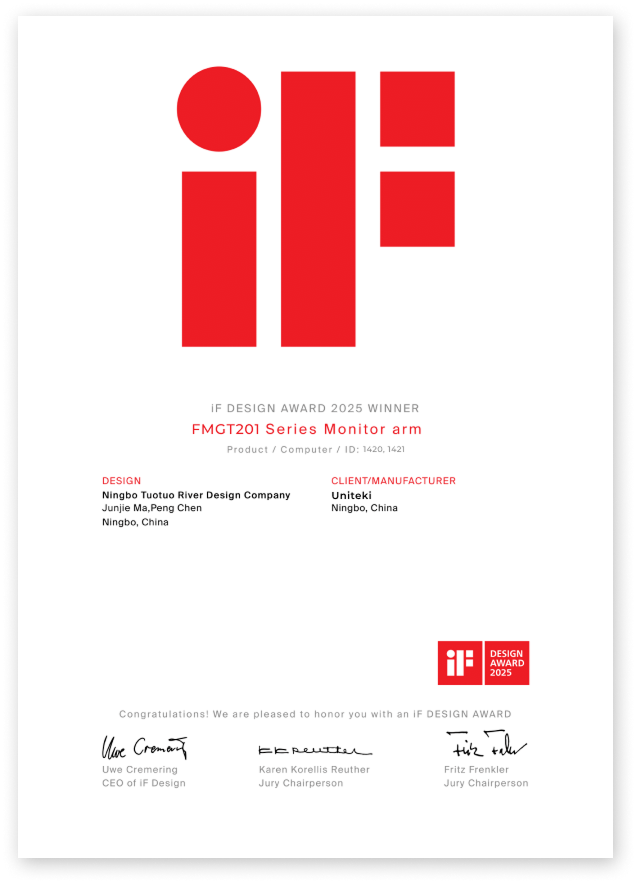 iF
iF DESIGN AWARD 2025 WINNER
FMGT201 Series Monitor arm
Product / Computer / ID: 1420, 1421
DESIGN
Ningbo Tuotuo River Design Company
Junjie Ma,Peng Chen
Ningbo, China
CLIENT/MANUFACTURER
Uniteki
Ningbo, China
iF
DESIGN
AWARD
2025
Congratulations! We are pleased to honor you with an iF DESIGN AWARD
Uwe Cremering
KKReuther
Fritz Frenkler
Uwe Cremering
CEO of iF Design
Karen Korellis Reuther
Jury Chairperson
Fritz Frenkler
Jury Chairperson